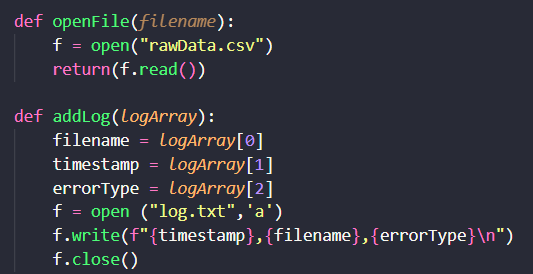 def openFile(filename):
    f = open("rawData.csv")
    return(f.read())

def addLog(logArray):
    filename = logArray[0]
    timestamp = logArray[1]
    errorType = logArray[2]
    f = open ("log.txt",'a')
    f.write(f"{timestamp},{filename},{errorType}\n")
    f.close()